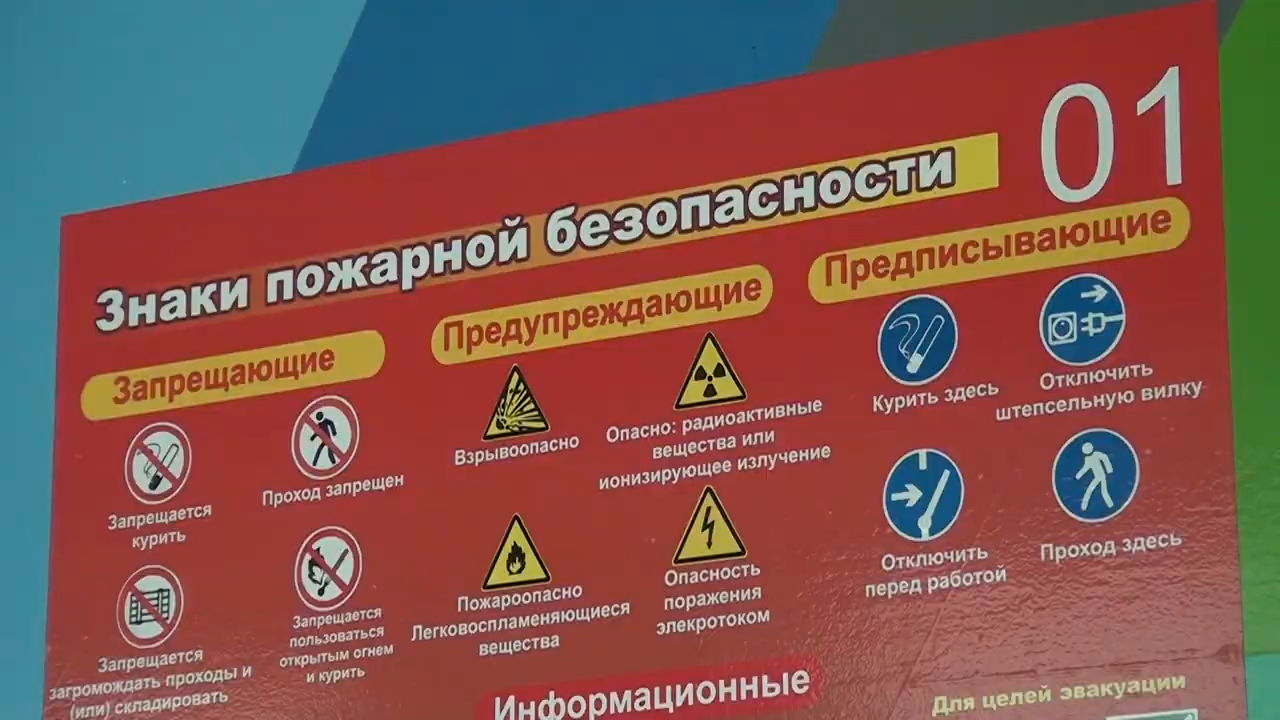 01
Знаки пожарной безопасности
Запрещающие
Запрещается
курить
Проход запрещен
Запрещается
загромождать проходы и
(или) складировать
Запрещается
пользоваться
открытым огнем
и курить
Предупреждающие
Взрывоопасно
Опасно: радиоактивные
вещества или
ионизирующее излучение
Пожароопасно
Легковоспламеняющиеся
вещества
Опасность
поражения
элекротоком
Предписывающие
Курить здесь
Отключить
штепсельную вилку
Отключить
перед работой
Проход здесь
Информационные
Для целей эвакуации